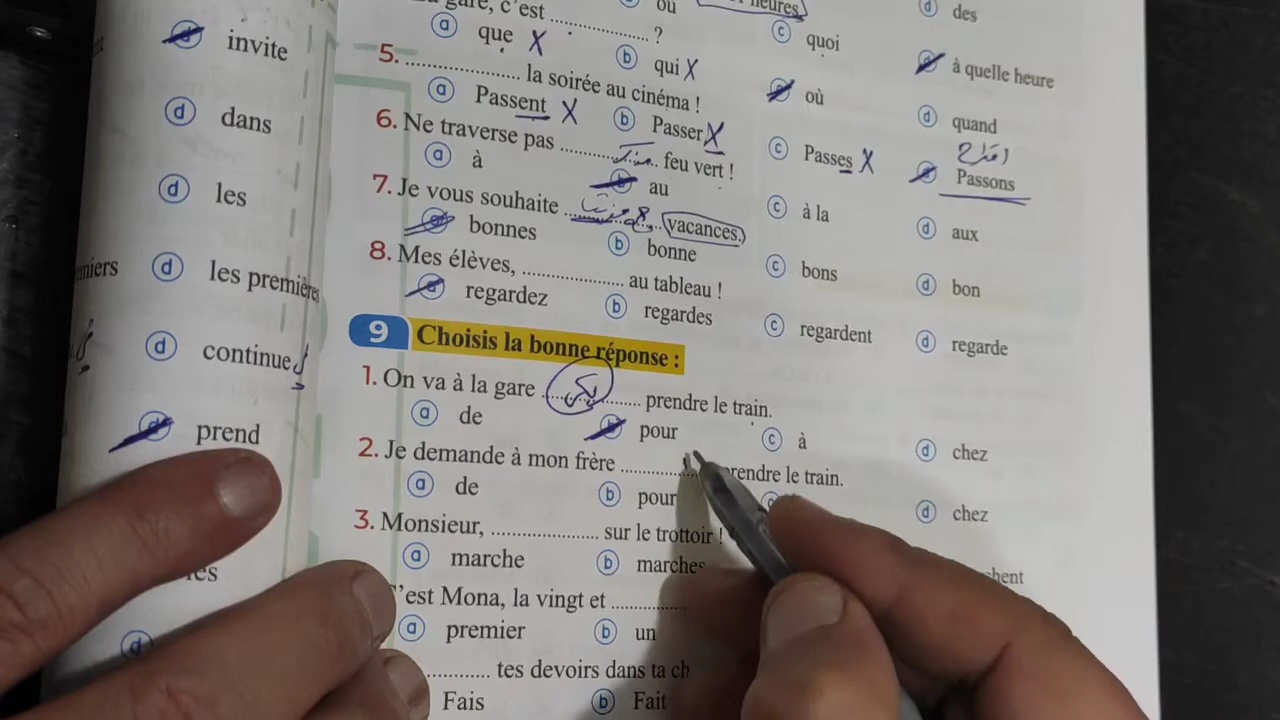 gare, c'est .................... ?
ⓐ que X ⓑ qui X ⓒ quoi ⓓ des
où heures
ⓓ invite
5. .................... la soirée au cinéma !
où à quelle heure
ⓐ Passent X ⓑ Passer X ⓒ Passes X ⓓ Passons
quand
ⓓ dans
6. Ne traverse pas .................... feu vert !
ⓐ à ⓑ au ⓒ à la ⓓ aux
ⓓ les
7. Je vous souhaite .................... vacances.
ⓐ bonnes ⓑ bonne ⓒ bons ⓓ bon
miers ⓓ les premières
8. Mes élèves, .................... au tableau !
ⓐ regardez ⓑ regardes ⓒ regardent ⓓ regarde
ⓓ continue
9 Choisis la bonne réponse :
1. On va à la gare .................... prendre le train.
ⓐ de ⓑ pour ⓒ à ⓓ chez
ⓓ prend
2. Je demande à mon frère .................... prendre le train.
ⓐ de ⓑ pour ⓓ chez
3. Monsieur, .................... sur le trottoir !
ⓐ marche ⓑ marches
'est Mona, la vingt et ..............
ⓐ premier ⓑ un
............ tes devoirs dans ta ch
Fais ⓑ Fait